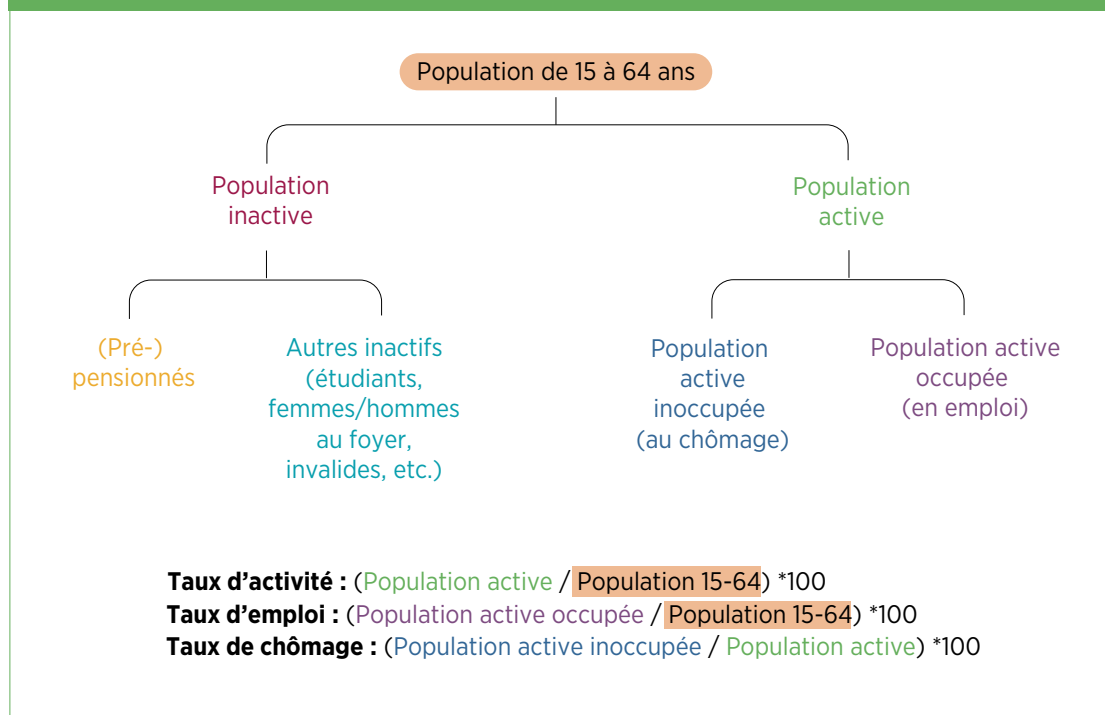 Population de 15 à 64 ans
Population
inactive
Population
active
(Pré-)
pensionnés
Autres inactifs
(étudiants,
femmes/hommes
au foyer,
invalides, etc.)
Population
active
inoccupée
(au chômage)
Population active
occupée
(en emploi)
Taux d’activité : (Population active / Population 15-64) *100
Taux d’emploi : (Population active occupée / Population 15-64) *100
Taux de chômage : (Population active inoccupée / Population active) *100